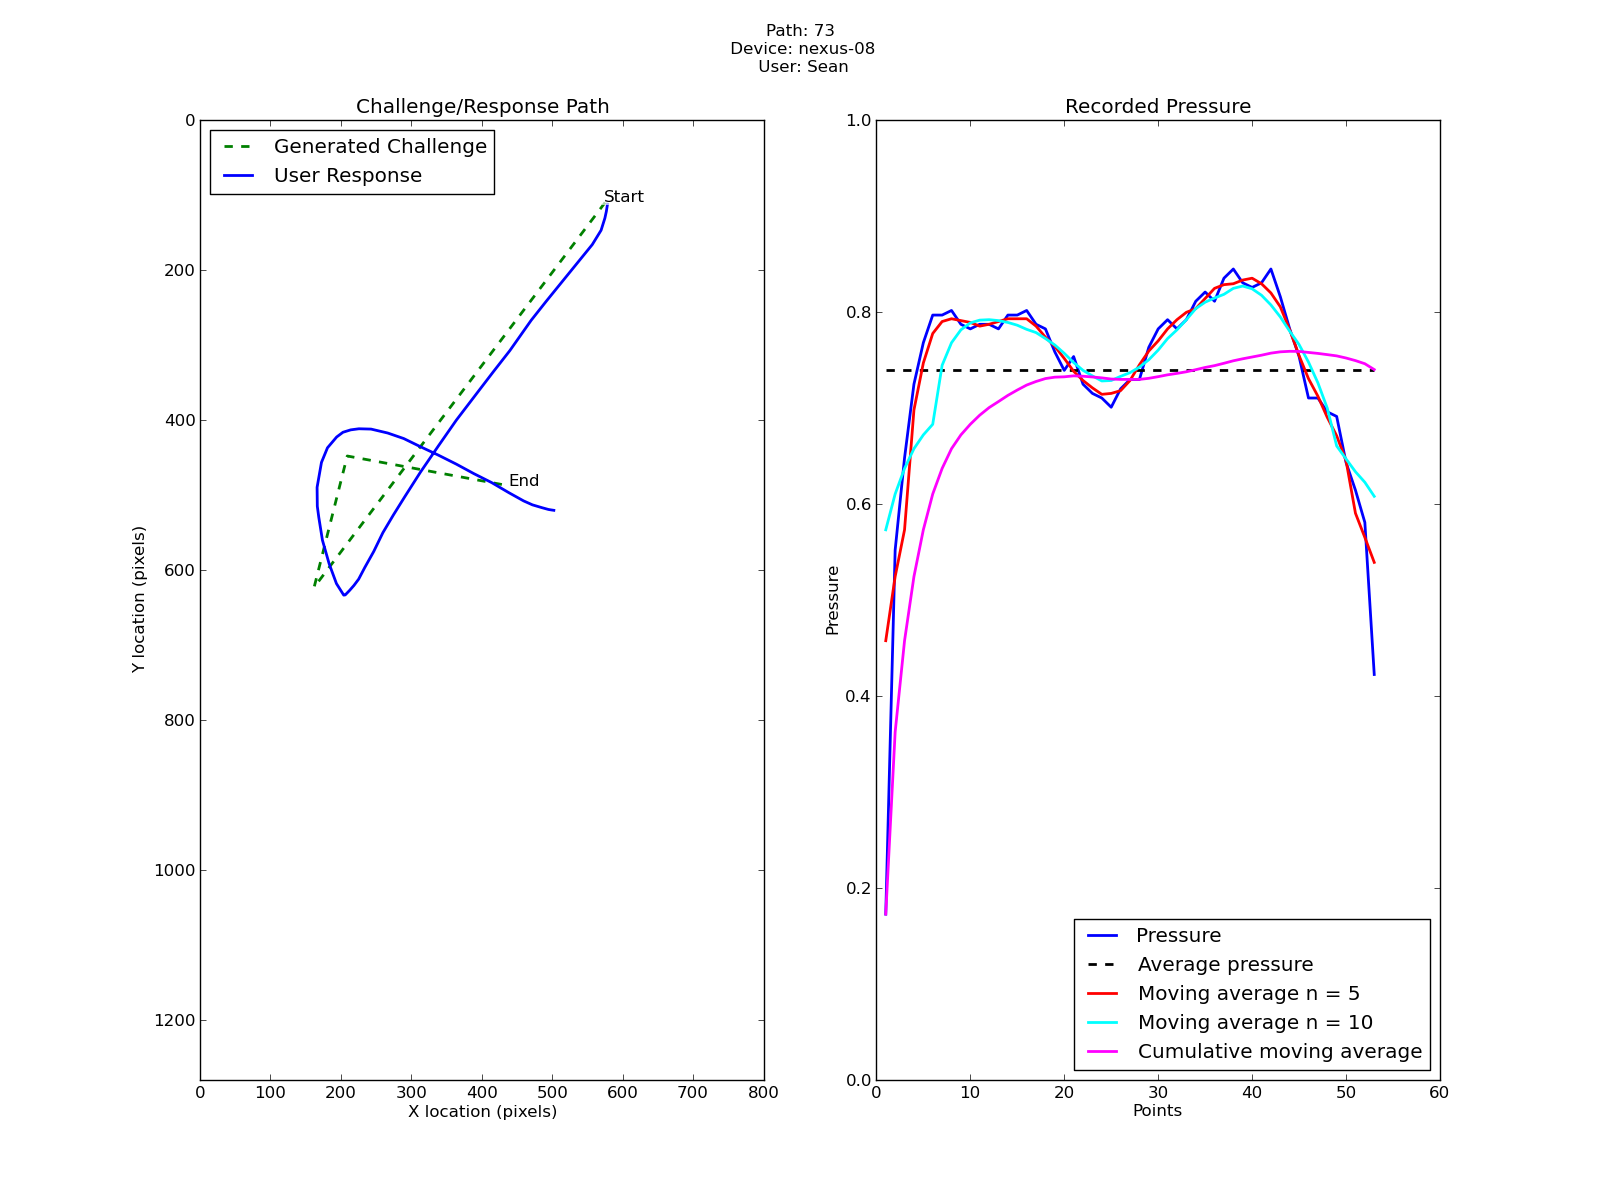 Path: 73
Device: nexus-08
User: Sean
Challenge/Response Path
Generated Challenge
User Response
Start
End
0
200
400
600
800
1000
1200
Y location (pixels)
0 100 200 300 400 500 600 700 800
X location (pixels)
Recorded Pressure
1.0
0.8
0.6
0.4
0.2
0.0
Pressure
Pressure
Average pressure
Moving average n = 5
Moving average n = 10
Cumulative moving average
0 10 20 30 40 50 60
Points